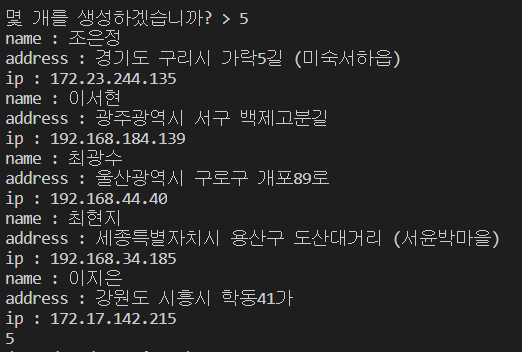 몇 개를 생성하겠습니까? > 5
name : 조은정
address : 경기도 구리시 가락5길 (미숙서하읍)
ip : 172.23.244.135
name : 이서현
address : 광주광역시 서구 백제고분길
ip : 192.168.184.139
name : 최광수
address : 울산광역시 구로구 개포89로
ip : 192.168.44.40
name : 최현지
address : 세종특별자치시 용산구 도산대거리 (서윤박마을)
ip : 192.168.34.185
name : 이지은
address : 강원도 시흥시 학동41가
ip : 172.17.142.215
5